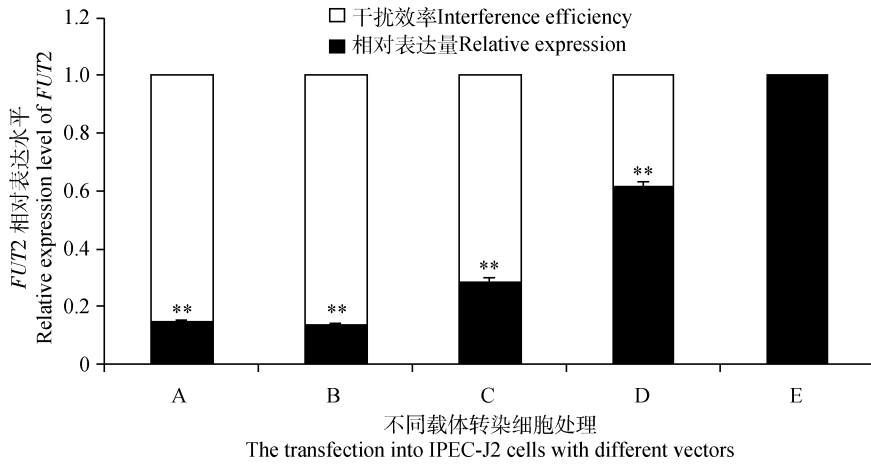 干扰效率Interference efficiency
相对表达量Relative expression
FUT2 相对表达水平
Relative expression level of FUT2
1.2
1.0
0.8
0.6
0.4
0.2
0
**
**
**
**
A B C D E
不同载体转染细胞处理
The transfection into IPEC-J2 cells with different vectors